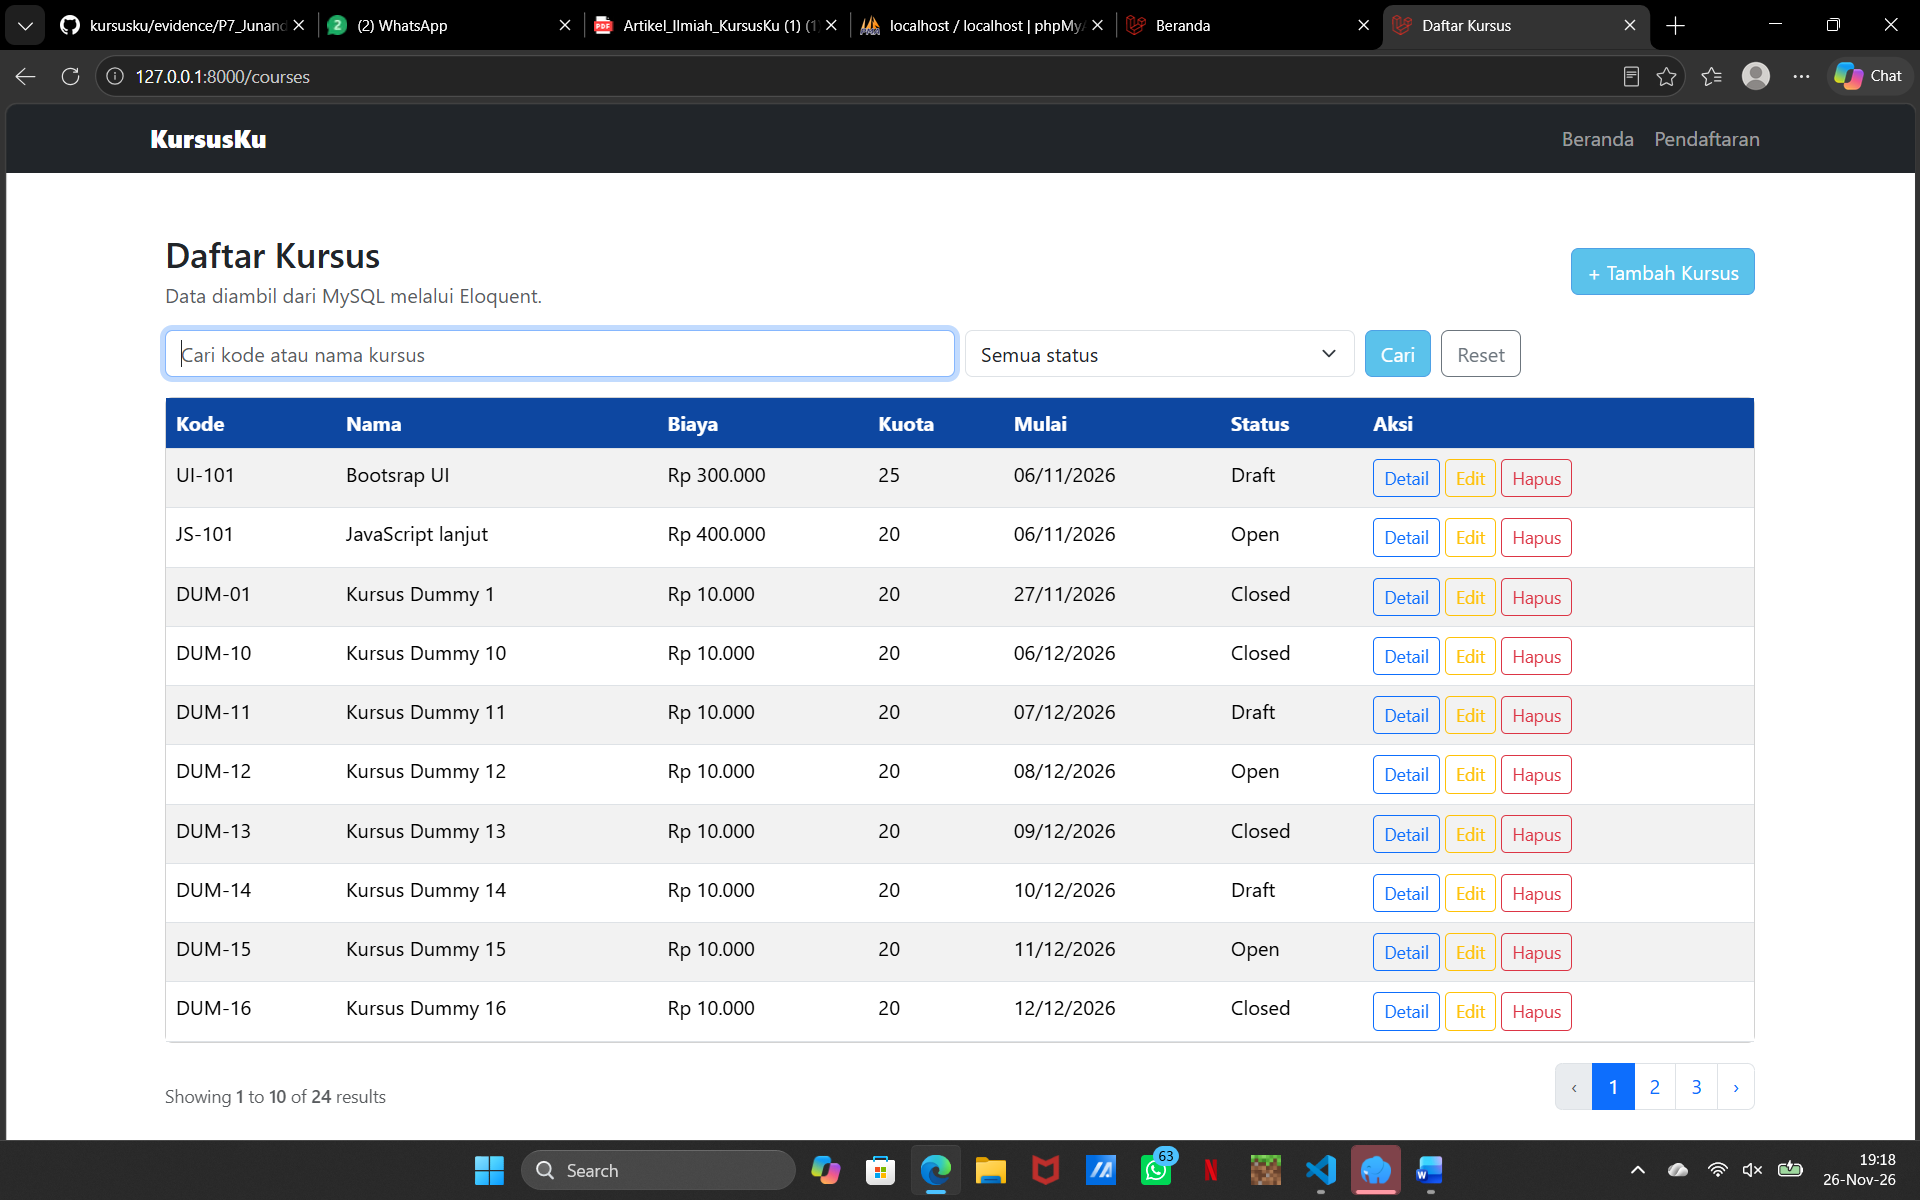 kursusku/evidence/P7_Junand
(2) WhatsApp
Artikel_Ilmiah_KursusKu (1) (1
localhost / localhost | phpMyA
Beranda
Daftar Kursus
127.0.0.1:8000/courses
Chat
KursusKu
Beranda Pendaftaran
Daftar Kursus
Data diambil dari MySQL melalui Eloquent.
+ Tambah Kursus
Cari kode atau nama kursus
Semua status
Cari
Reset
Kode Nama Biaya Kuota Mulai Status Aksi
UI-101 Bootsrap UI Rp 300.000 25 06/11/2026 Draft Detail Edit Hapus
JS-101 JavaScript lanjut Rp 400.000 20 06/11/2026 Open Detail Edit Hapus
DUM-01 Kursus Dummy 1 Rp 10.000 20 27/11/2026 Closed Detail Edit Hapus
DUM-10 Kursus Dummy 10 Rp 10.000 20 06/12/2026 Closed Detail Edit Hapus
DUM-11 Kursus Dummy 11 Rp 10.000 20 07/12/2026 Draft Detail Edit Hapus
DUM-12 Kursus Dummy 12 Rp 10.000 20 08/12/2026 Open Detail Edit Hapus
DUM-13 Kursus Dummy 13 Rp 10.000 20 09/12/2026 Closed Detail Edit Hapus
DUM-14 Kursus Dummy 14 Rp 10.000 20 10/12/2026 Draft Detail Edit Hapus
DUM-15 Kursus Dummy 15 Rp 10.000 20 11/12/2026 Open Detail Edit Hapus
DUM-16 Kursus Dummy 16 Rp 10.000 20 12/12/2026 Closed Detail Edit Hapus
Showing 1 to 10 of 24 results
‹ 1 2 3 ›
Search
63
19:18
26-Nov-26